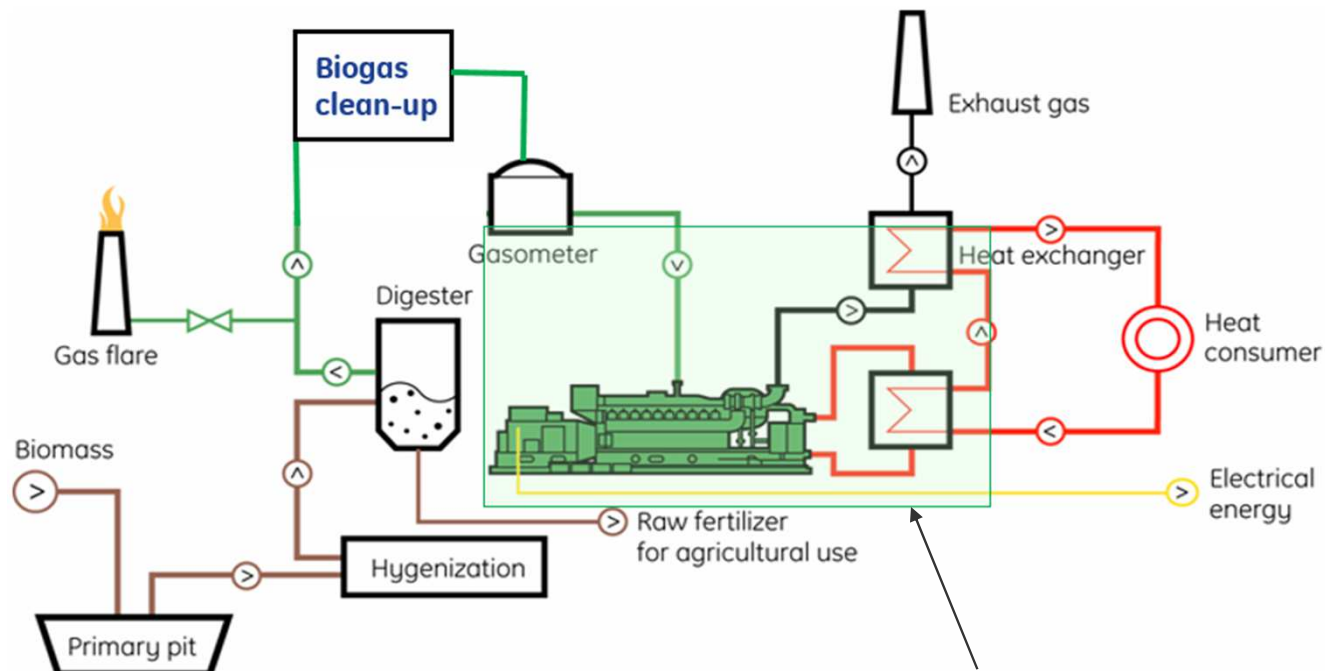 Biogas
clean-up
Exhaust gas
Gasometer
Heat exchanger
Digester
Gas flare
Heat
consumer
Biomass
Electrical
energy
Raw fertilizer
for agricultural use
Hygenization
Primary pit